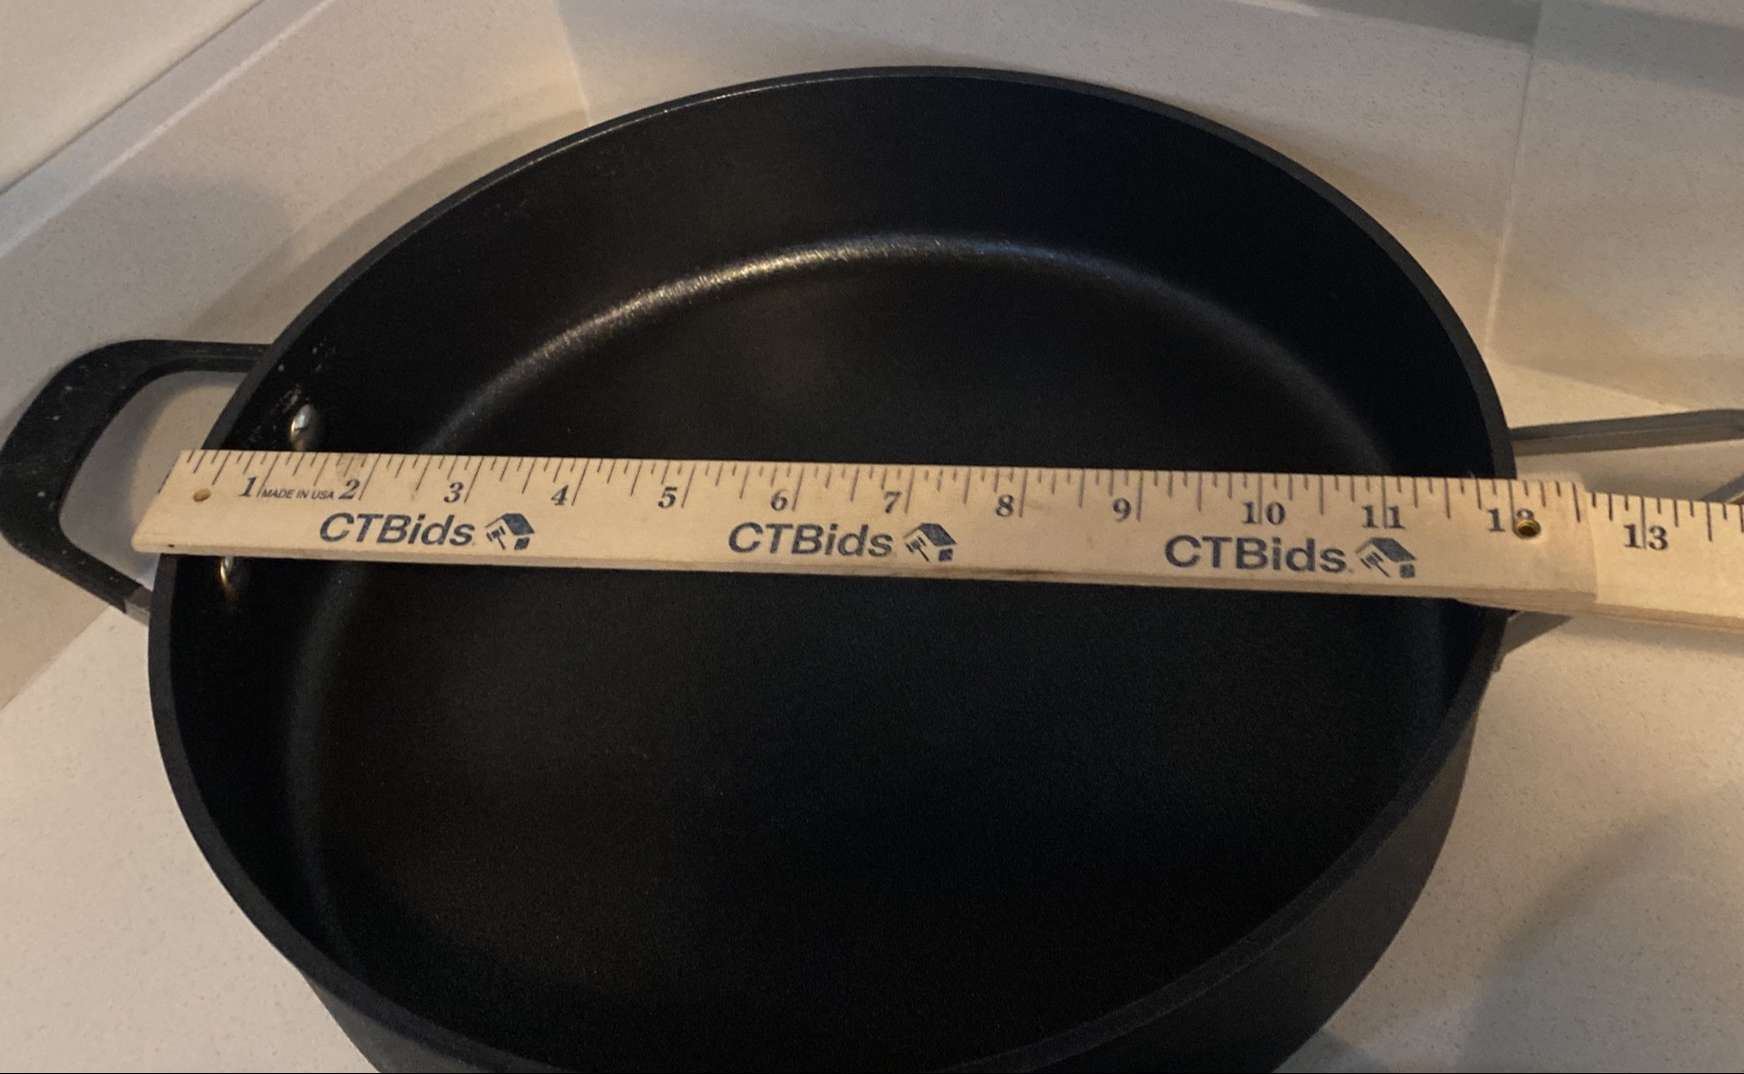 1 MADE IN USA 2 3 4 5 6 7 8 9 10 11 12 13
CTBids CTBids CTBids